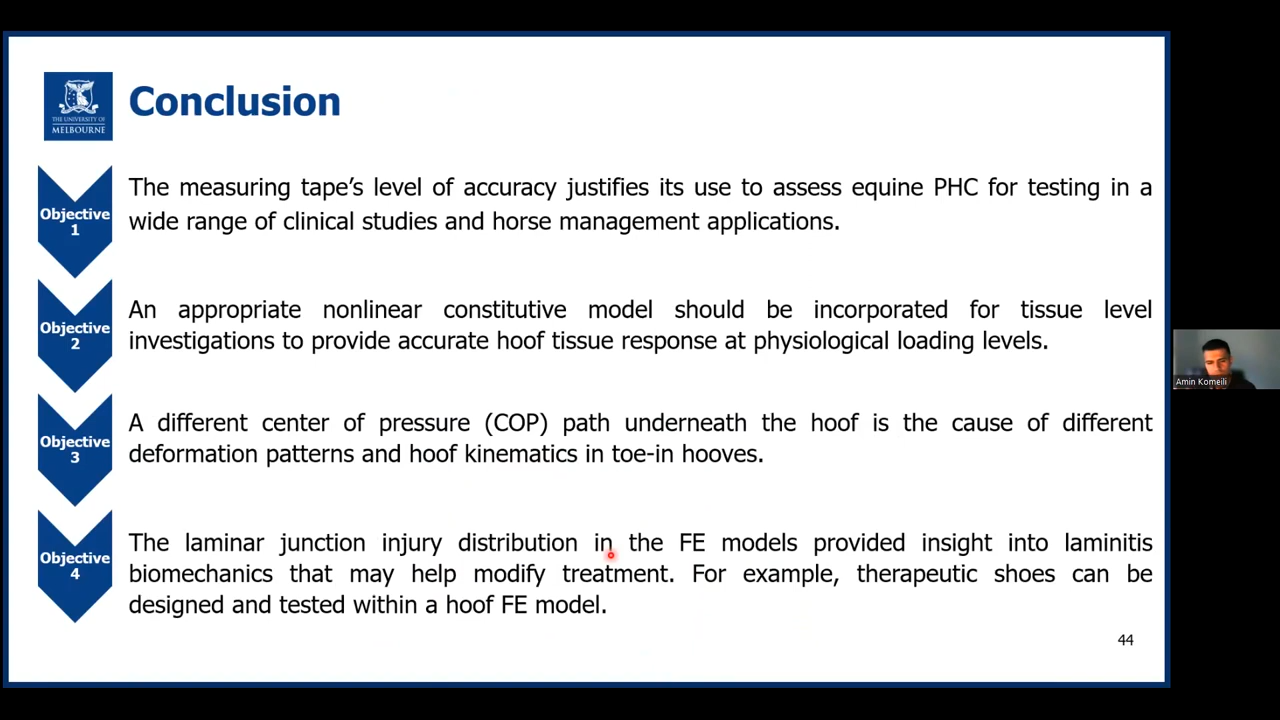 THE UNIVERSITY OF
MELBOURNE
Conclusion
Objective
1
The measuring tape's level of accuracy justifies its use to assess equine PHC for testing in a
wide range of clinical studies and horse management applications.
Objective
2
An appropriate nonlinear constitutive model should be incorporated for tissue level
investigations to provide accurate hoof tissue response at physiological loading levels.
Objective
3
A different center of pressure (COP) path underneath the hoof is the cause of different
deformation patterns and hoof kinematics in toe-in hooves.
Objective
4
The laminar junction injury distribution in the FE models provided insight into laminitis
biomechanics that may help modify treatment. For example, therapeutic shoes can be
designed and tested within a hoof FE model.
44
Amin Komeili